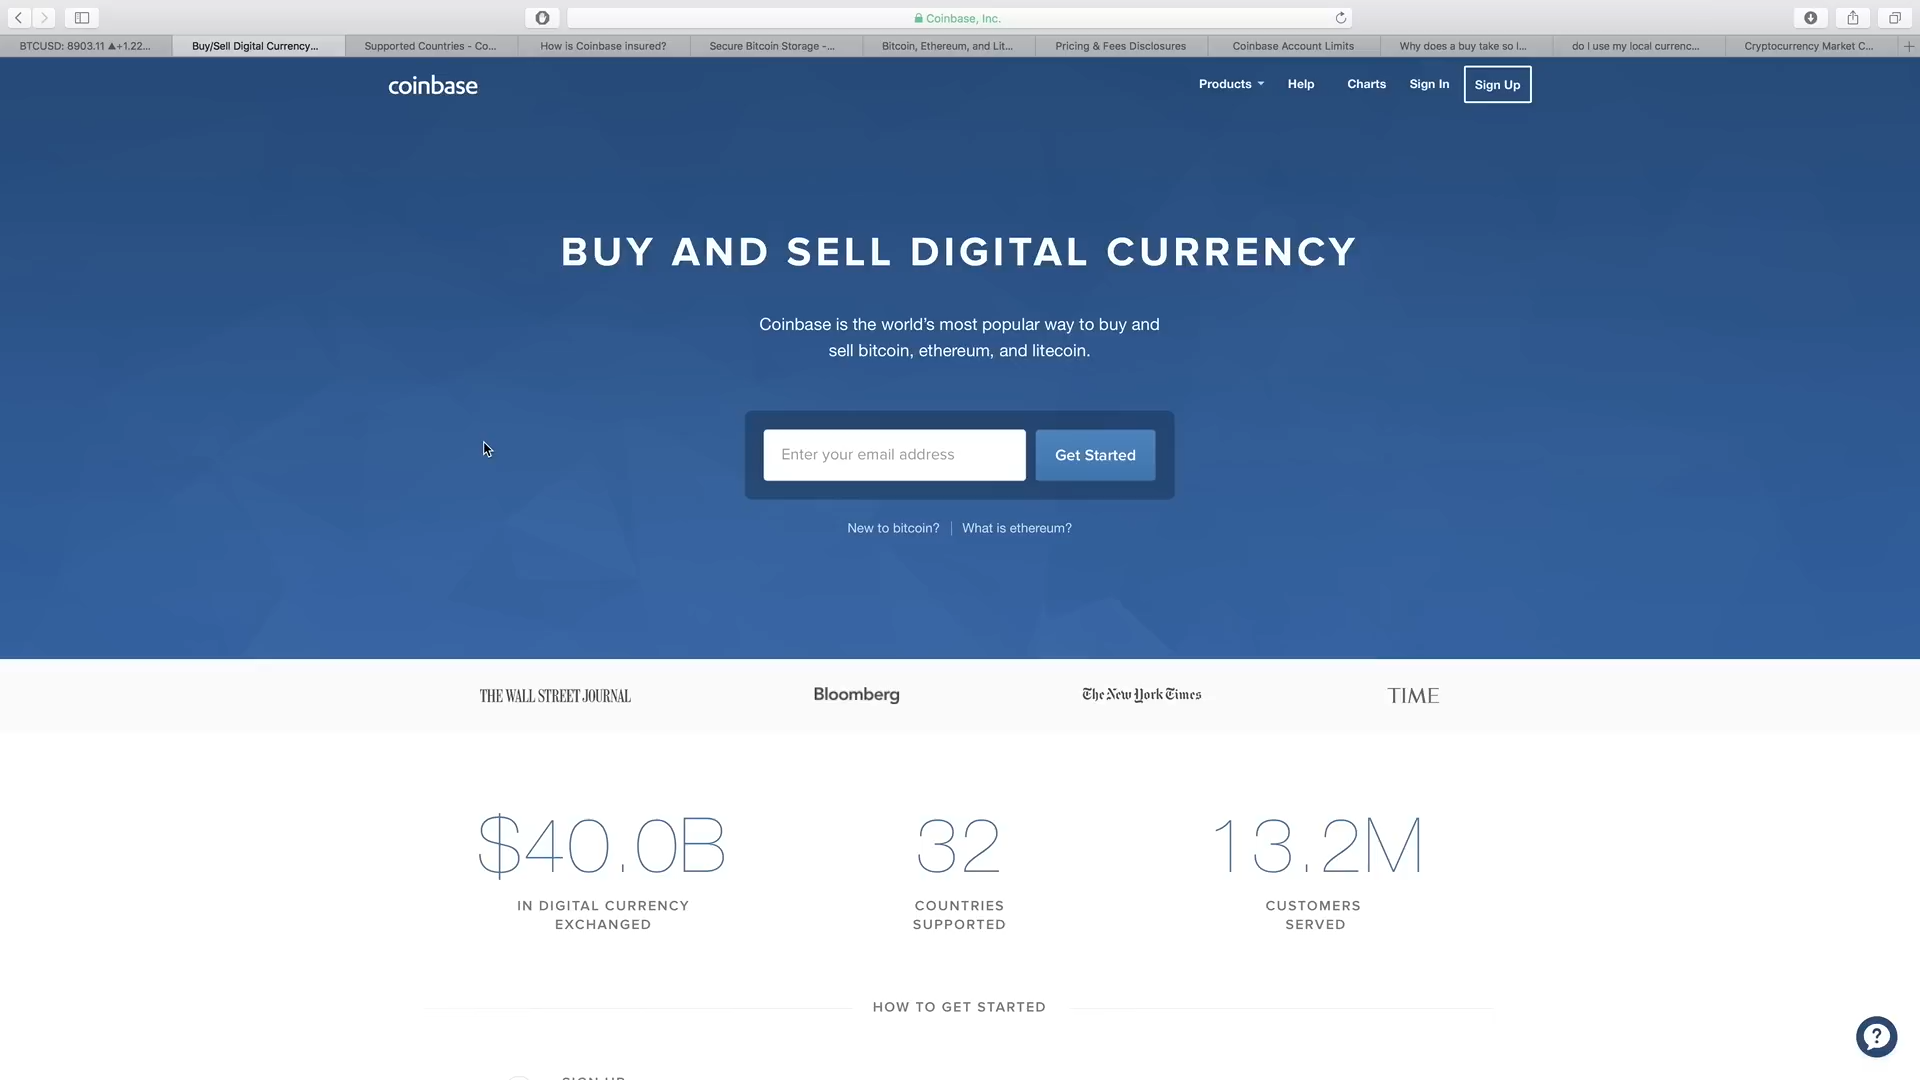 Coinbase, Inc.
BTCUSD: 8903.11 ▲+1.22...
Buy/Sell Digital Currency...
Supported Countries - Co...
How is Coinbase insured?
Secure Bitcoin Storage -...
Bitcoin, Ethereum, and Lit...
Pricing & Fees Disclosures
Coinbase Account Limits
Why does a buy take so l...
do I use my local currenc...
Cryptocurrency Market C...
coinbase
Products
Help
Charts
Sign In
Sign Up
BUY AND SELL DIGITAL CURRENCY
Coinbase is the world's most popular way to buy and
sell bitcoin, ethereum, and litecoin.
Enter your email address
Get Started
New to bitcoin?
What is ethereum?
THE WALL STREET JOURNAL
Bloomberg
The New York Times
TIME
$40.0B
IN DIGITAL CURRENCY
EXCHANGED
32
COUNTRIES
SUPPORTED
13.2M
CUSTOMERS
SERVED
HOW TO GET STARTED
SIGN UP